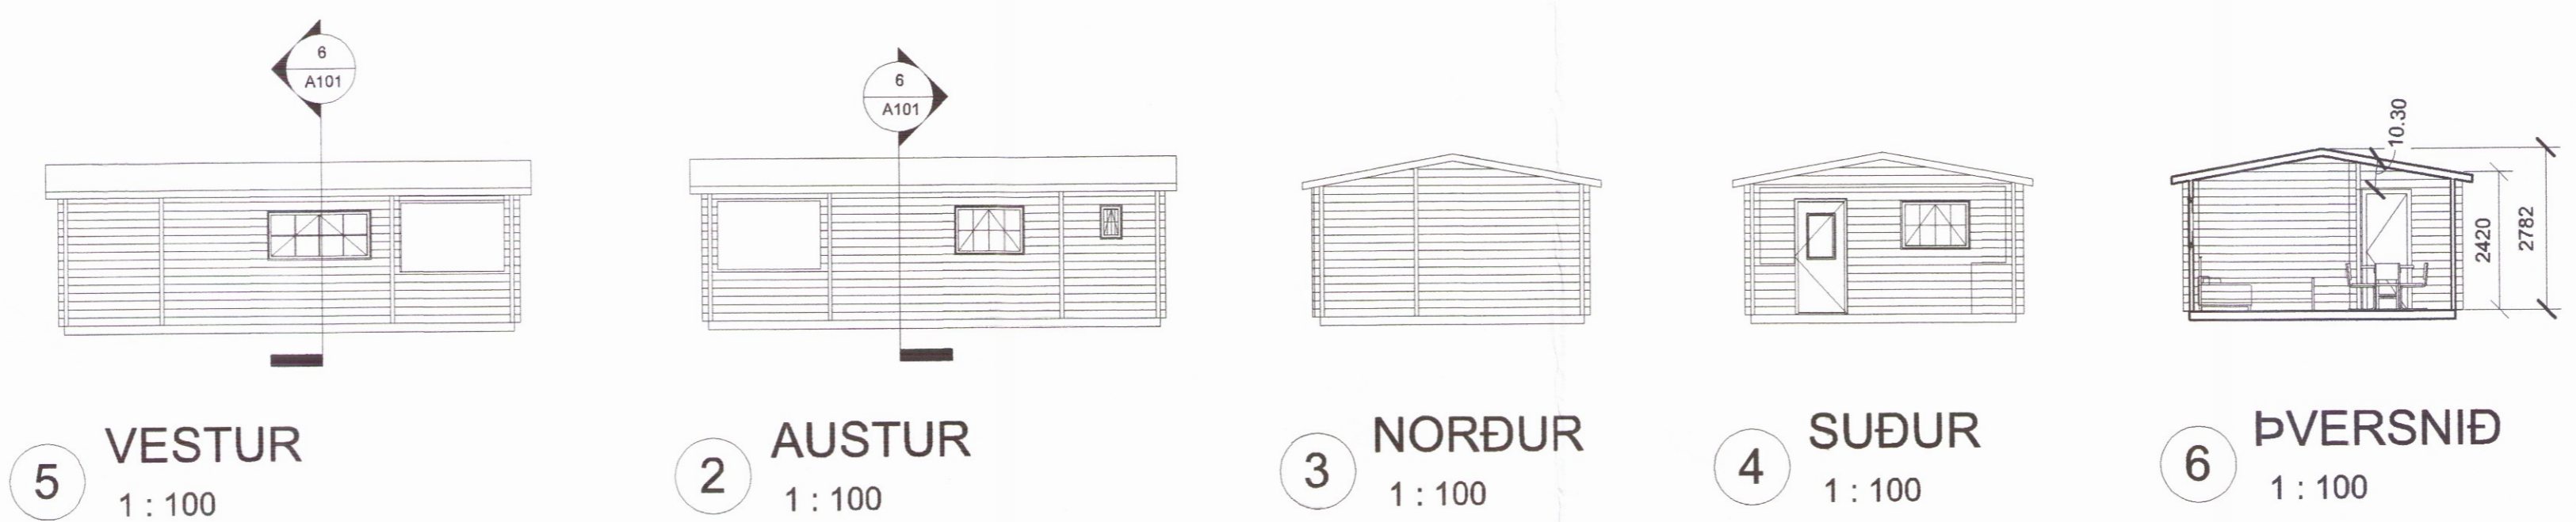 6
A101
5
VESTUR
1 : 100
6
A101
2
AUSTUR
1 : 100
3
NORÐUR
1 : 100
4
SUÐUR
1 : 100
10.30
2420
2782
6
ÞVERSNIÐ
1 : 100